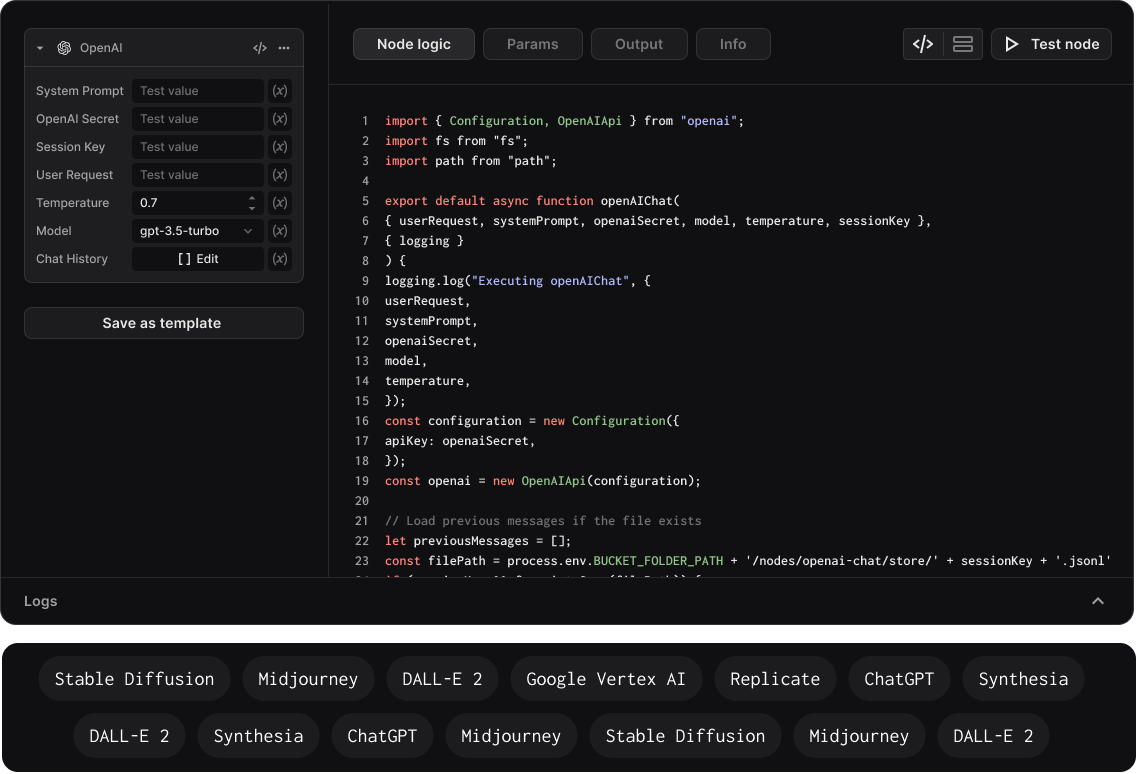 OpenAI </> ...
System Prompt Test value (x)
OpenAI Secret Test value (x)
Session Key Test value (x)
User Request Test value (x)
Temperature 0.7 (x)
Model gpt-3.5-turbo (x)
Chat History [ ] Edit (x)
Save as template
Node logic Params Output Info </> Test node
1 import { Configuration, OpenAIApi } from "openai";
2 import fs from "fs";
3 import path from "path";
4
5 export default async function openAIChat(
6 { userRequest, systemPrompt, openaiSecret, model, temperature, sessionKey },
7 { logging }
8 ) {
9 logging.log("Executing openAIChat", {
10 userRequest,
11 systemPrompt,
12 openaiSecret,
13 model,
14 temperature,
15 });
16 const configuration = new Configuration({
17 apiKey: openaiSecret,
18 });
19 const openai = new OpenAIApi(configuration);
20
21 // Load previous messages if the file exists
22 let previousMessages = [];
23 const filePath = process.env.BUCKET_FOLDER_PATH + '/nodes/openai-chat/store/' + sessionKey + '.jsonl'
Logs
Stable Diffusion Midjourney DALL-E 2 Google Vertex AI Replicate ChatGPT Synthesia
DALL-E 2 Synthesia ChatGPT Midjourney Stable Diffusion Midjourney DALL-E 2